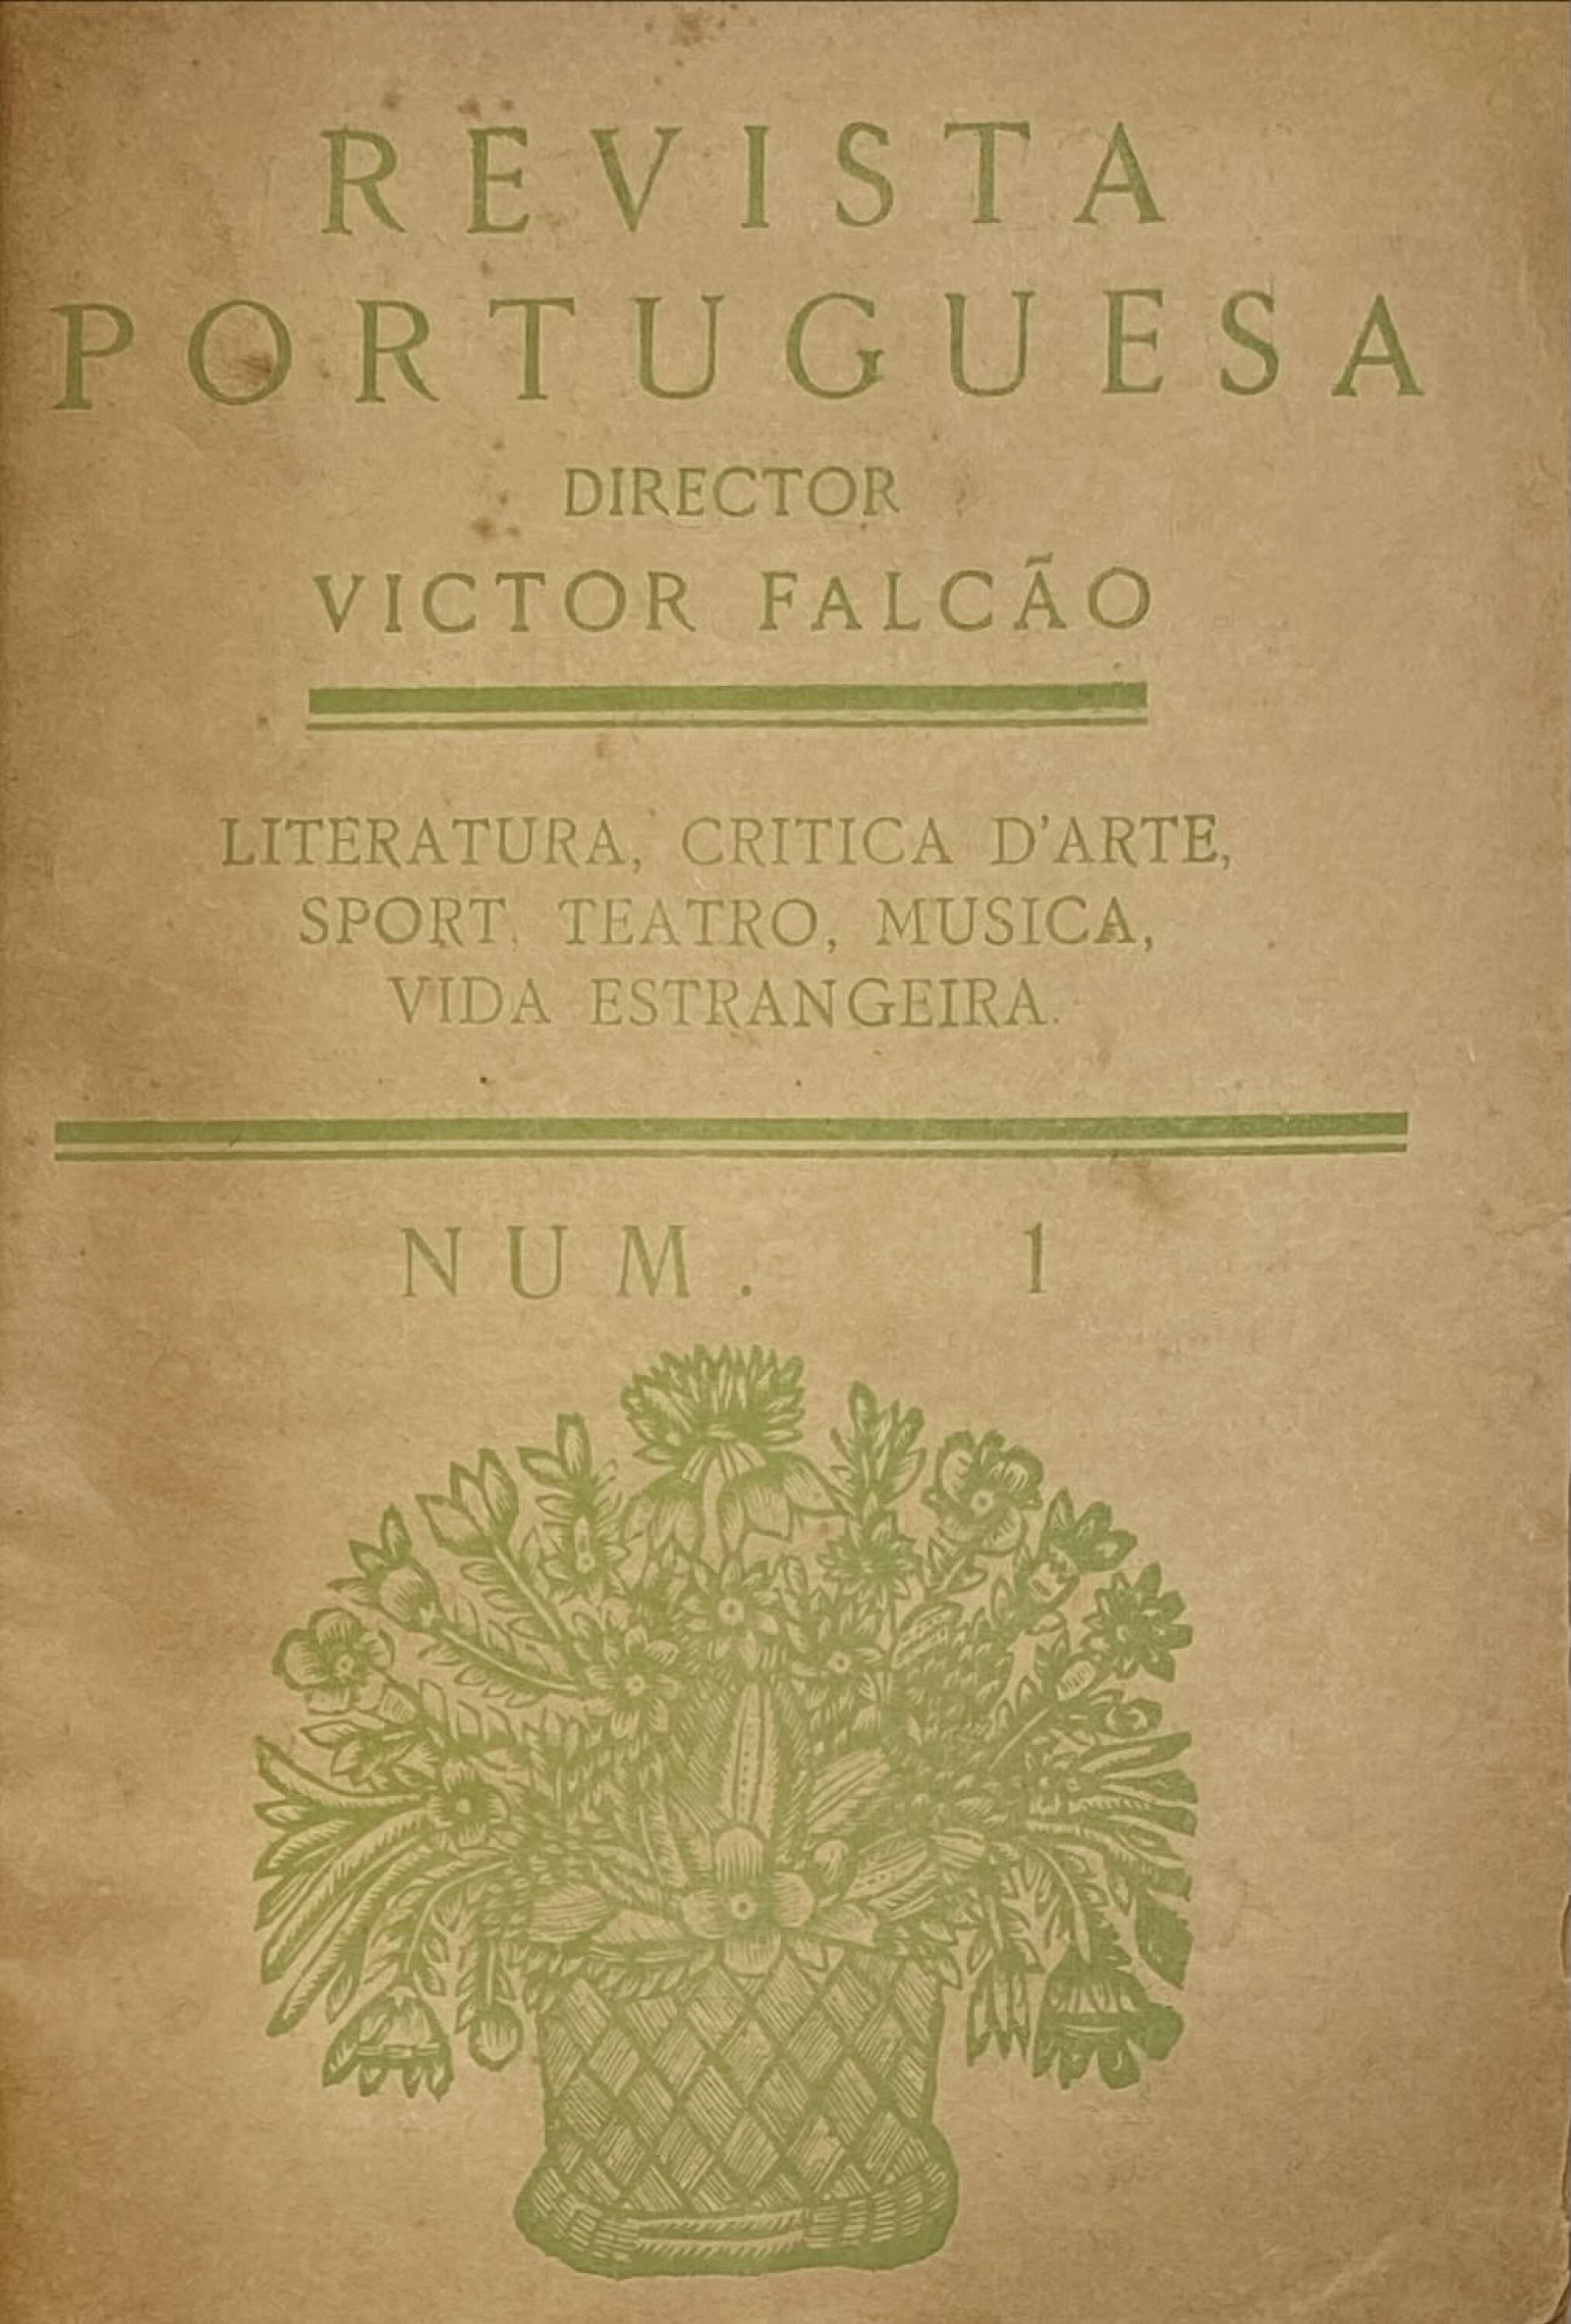 REVISTA
PORTUGUESA
DIRECTOR
VICTOR FALCÃO
LITERATURA, CRITICA D'ARTE,
SPORT, TEATRO, MUSICA,
VIDA ESTRANGEIRA.
NUM. 1